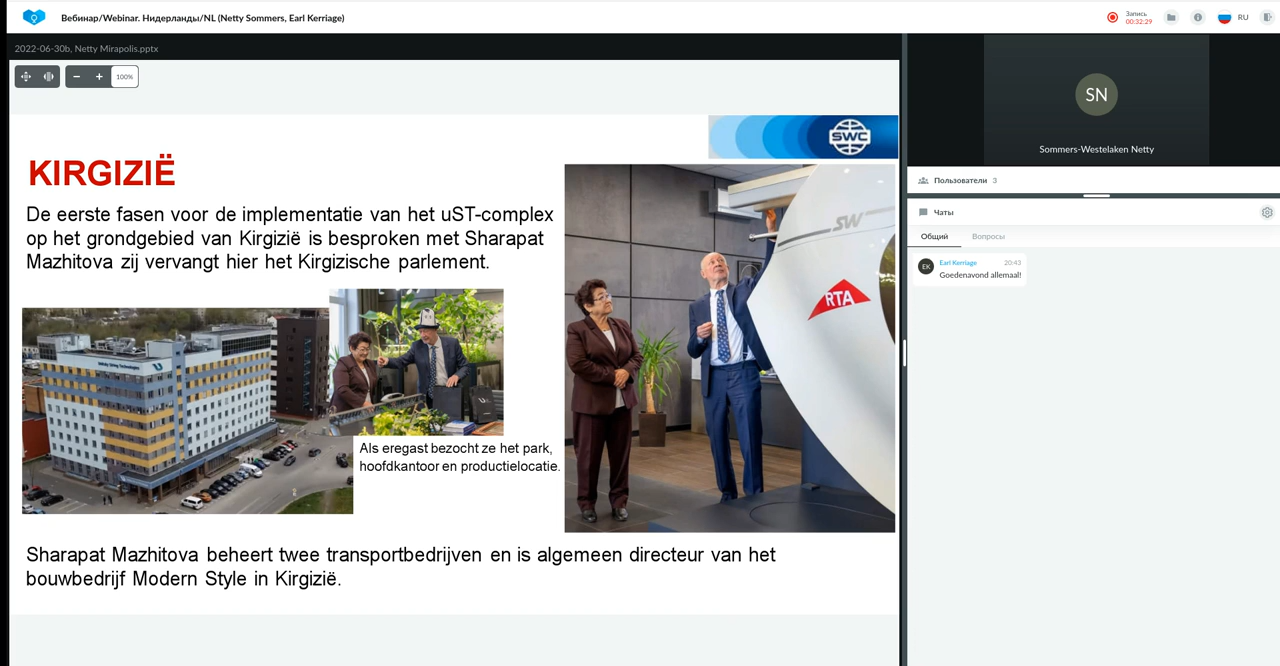 Вебинар/Webinar. Нидерланды/NL (Netty Sommers, Earl Kerriage)
Запись
00:32:29
RU
2022-06-30b, Netty Mirapolis.pptx
100%
SWC
KIRGIZIË
De eerste fasen voor de implementatie van het uST-complex
op het grondgebied van Kirgizië is besproken met Sharapat
Mazhitova zij vervangt hier het Kirgizische parlement.
SW
RTA
Als eregast bezocht ze het park,
hoofdkantoor en productielocatie.
Sharapat Mazhitova beheert twee transportbedrijven en is algemeen directeur van het
bouwbedrijf Modern Style in Kirgizië.
SN
Sommers-Westelaken Netty
Пользователи 3
Чаты
Общий Вопросы
EK
Earl Kerriage 20:43
Goedenavond allemaal!